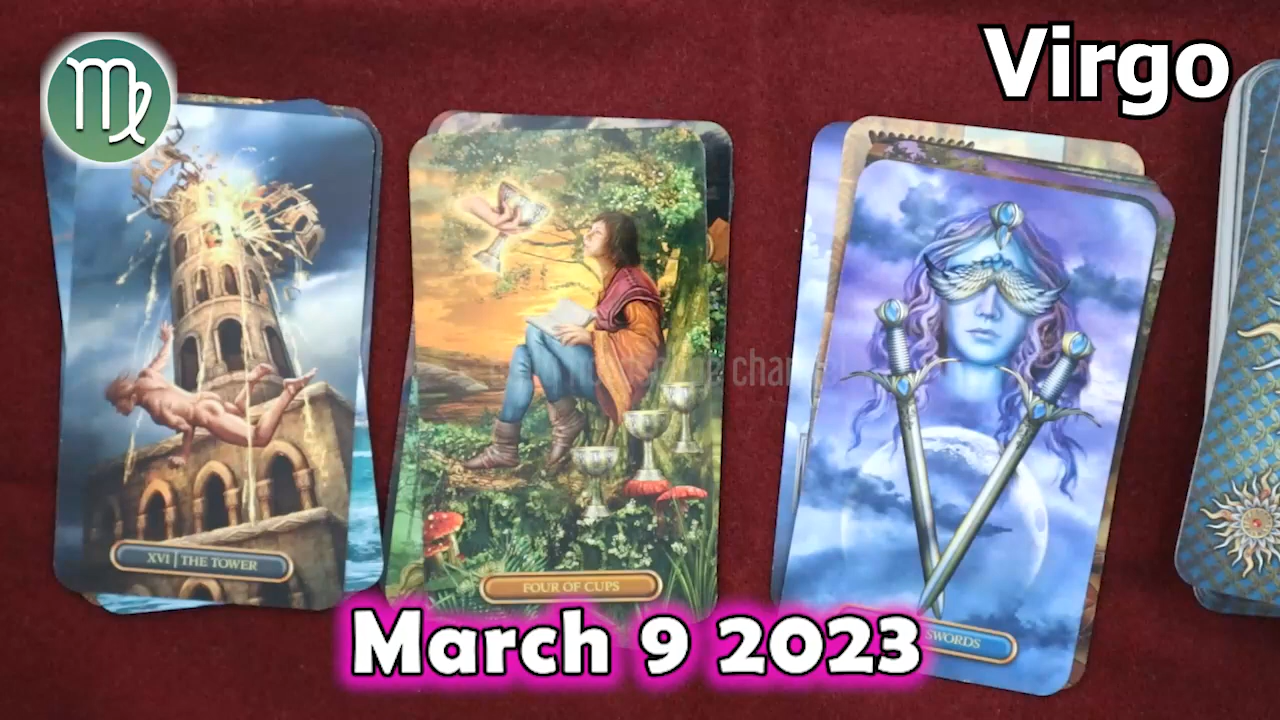 Virgo
XVI | THE TOWER
FOUR OF CUPS
SWORDS
March 9 2023